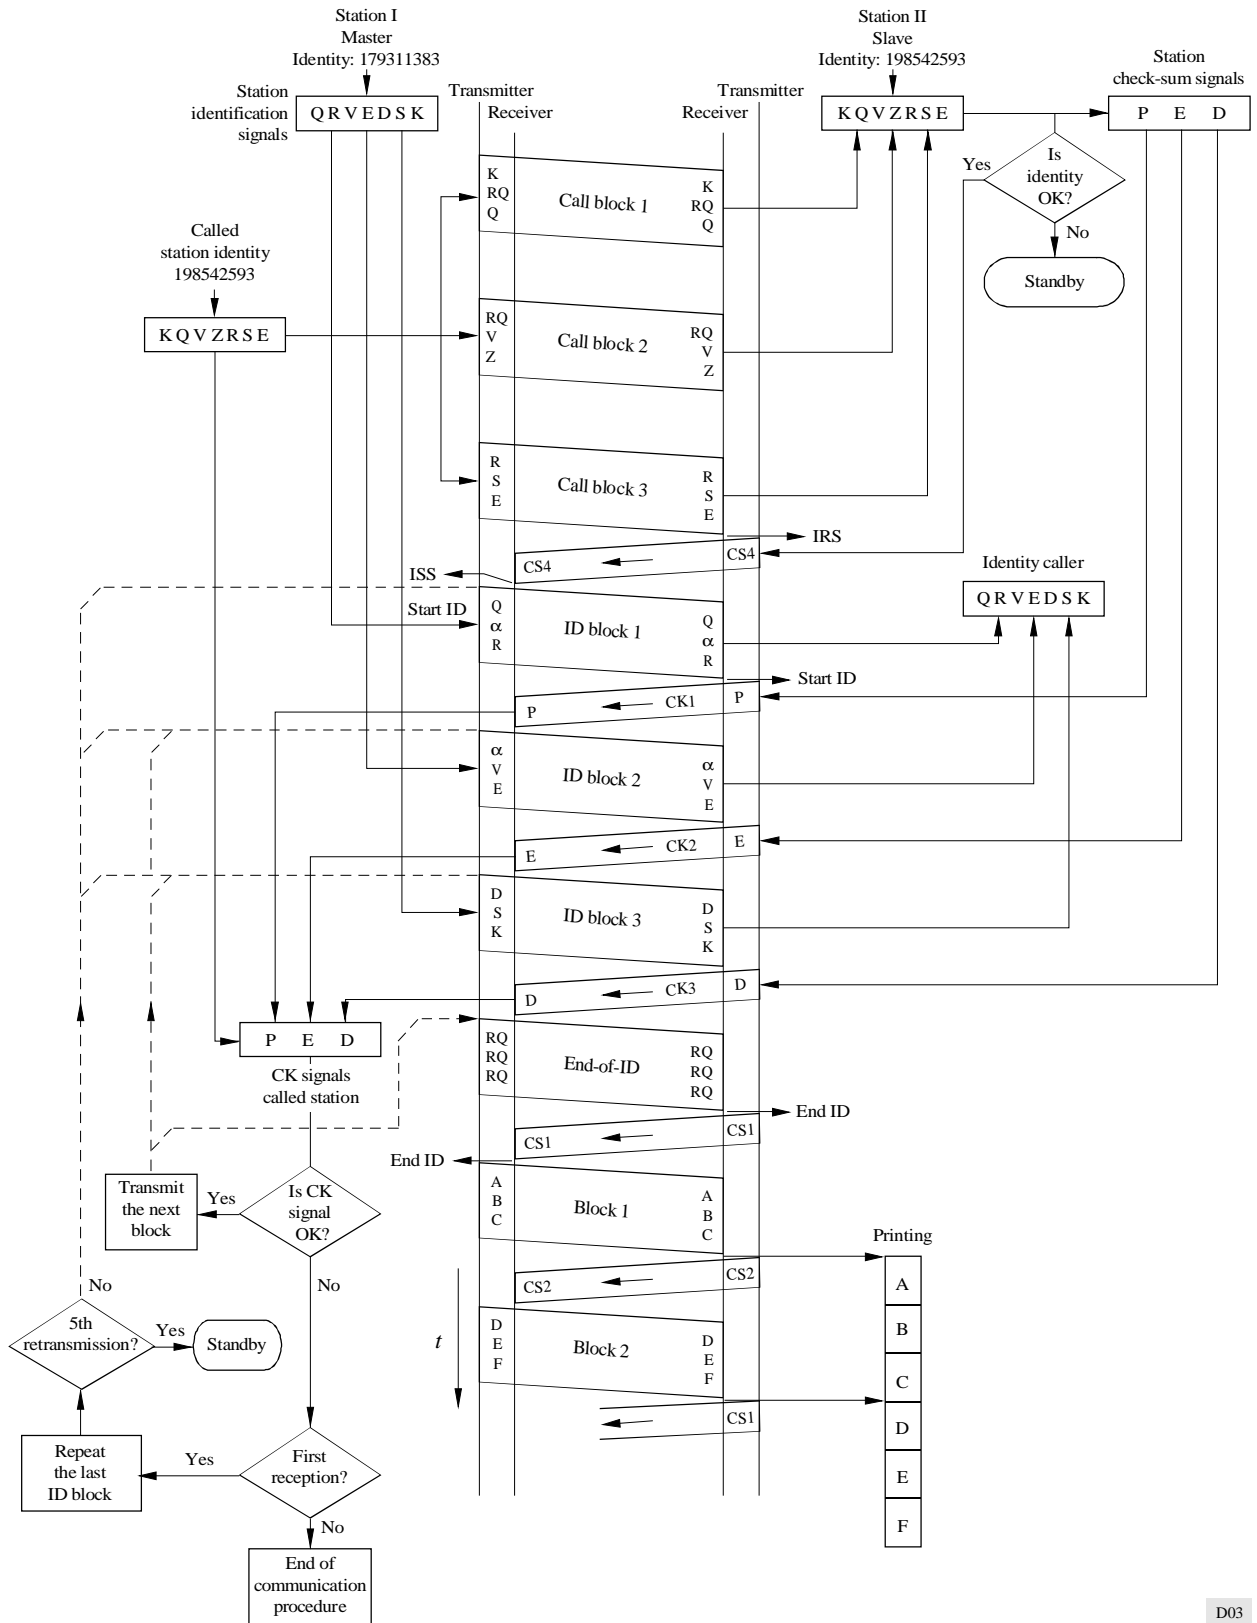 Station I
Master
Identity: 179311383
Station II
Slave
Identity: 198542593
Station
check-sum signals
Station
identification
signals
Q R V E D S K
Transmitter
Receiver
Transmitter
Receiver
K Q V Z R S E
P E D
Yes
Is
identity
OK?
No
Standby
K
RQ
Q
Call block 1
K
RQ
Q
Called
station identity
198542593
K Q V Z R S E
RQ
V
Z
Call block 2
RQ
V
Z
R
S
E
Call block 3
R
S
E
IRS
CS4
CS4
ISS
Identity caller
Q R V E D S K
Start ID
Q
α
R
ID block 1
Q
α
R
Start ID
P
CK1
P
α
V
E
ID block 2
α
V
E
E
CK2
E
D
S
K
ID block 3
D
S
K
D
CK3
D
P E D
CK signals
called station
RQ
RQ
RQ
End-of-ID
RQ
RQ
RQ
End ID
CS1
CS1
End ID
Transmit
the next
block
Yes
Is CK
signal
OK?
No
A
B
C
Block 1
A
B
C
Printing
CS2
CS2
A
B
C
D
E
F
No
5th
retransmission?
Yes
Standby
t
D
E
F
Block 2
D
E
F
CS1
Repeat
the last
ID block
Yes
First
reception?
No
End of
communication
procedure
D03